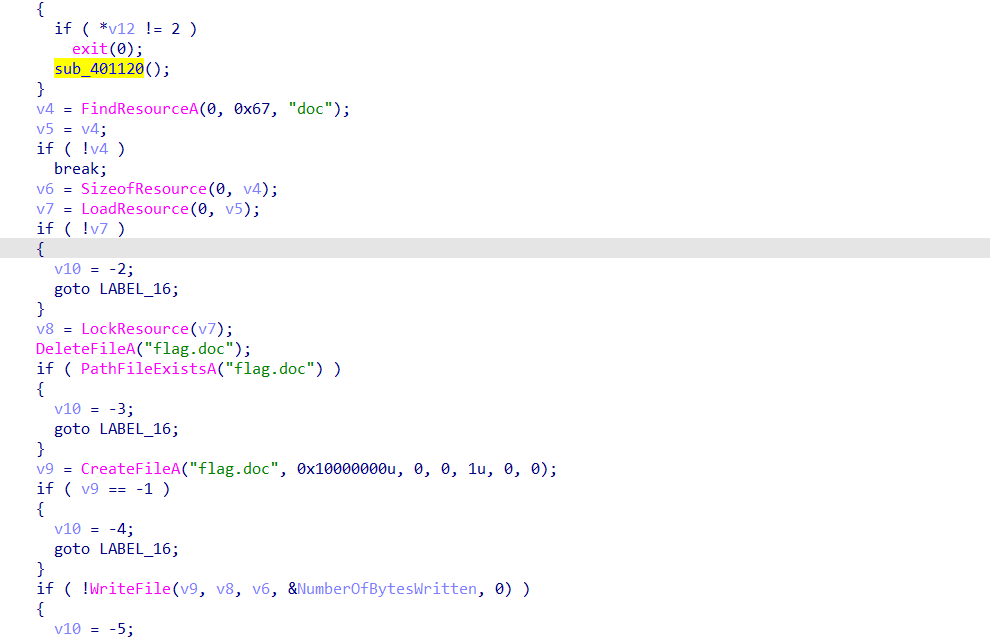 {
if ( *v12 != 2 )
exit(0);
sub_401120();
}
v4 = FindResourceA(0, 0x67, "doc");
v5 = v4;
if ( !v4 )
break;
v6 = SizeofResource(0, v4);
v7 = LoadResource(0, v5);
if ( !v7 )
{
v10 = -2;
goto LABEL_16;
}
v8 = LockResource(v7);
DeleteFileA("flag.doc");
if ( PathFileExistsA("flag.doc") )
{
v10 = -3;
goto LABEL_16;
}
v9 = CreateFileA("flag.doc", 0x10000000u, 0, 0, 1u, 0, 0);
if ( v9 == -1 )
{
v10 = -4;
goto LABEL_16;
}
if ( !WriteFile(v9, v8, v6, &NumberOfBytesWritten, 0) )
{
v10 = -5;